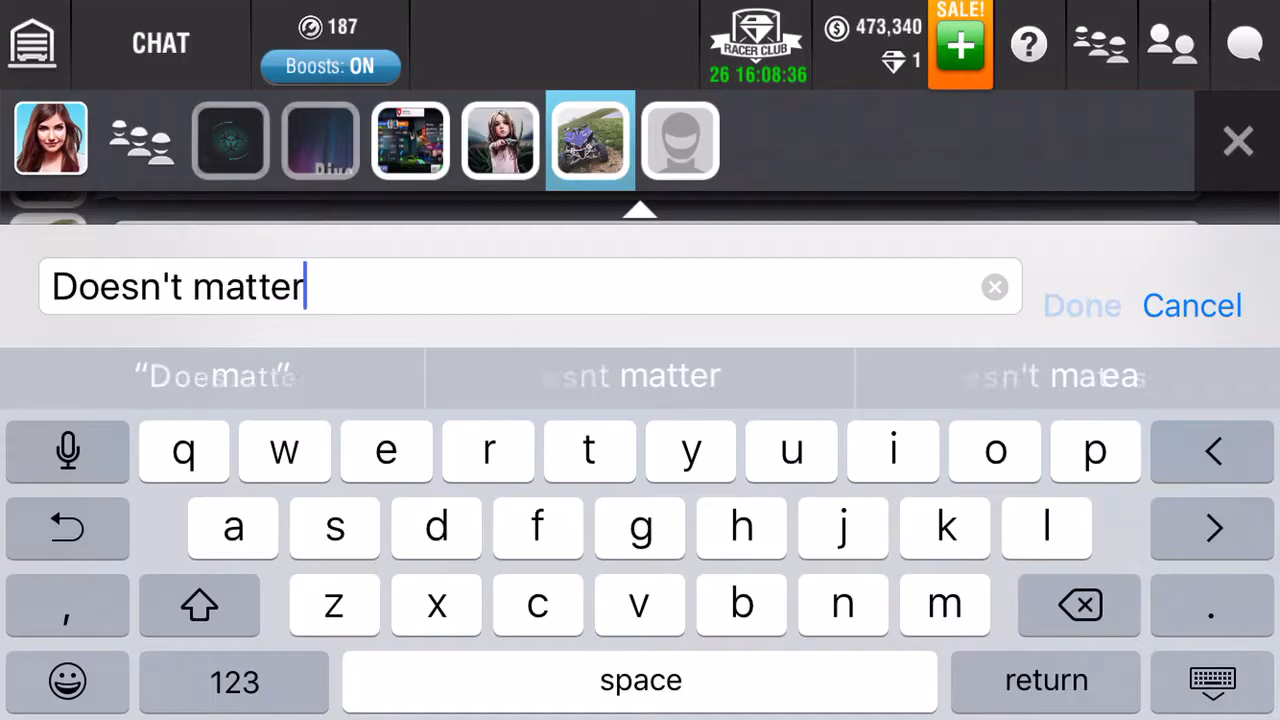 CHAT
187
Boosts: ON
RACER CLUB
26 16:08:36
473,340
1
SALE!
+
?
Doesn't matter
Done
Cancel
q w e r t y u i o p <
a s d f g h j k l >
, z x c v b n m .
123
space
return